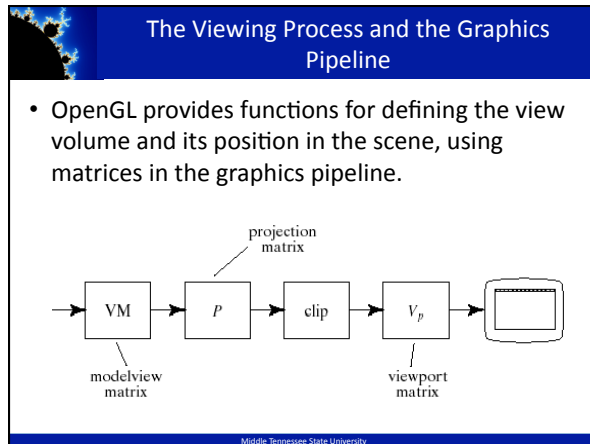 The Viewing Process and the Graphics
Pipeline
• OpenGL provides functions for defining the view
volume and its position in the scene, using
matrices in the graphics pipeline.
projection
matrix
VM
P
clip
Vp
modelview
matrix
viewport
matrix
Middle Tennessee State University